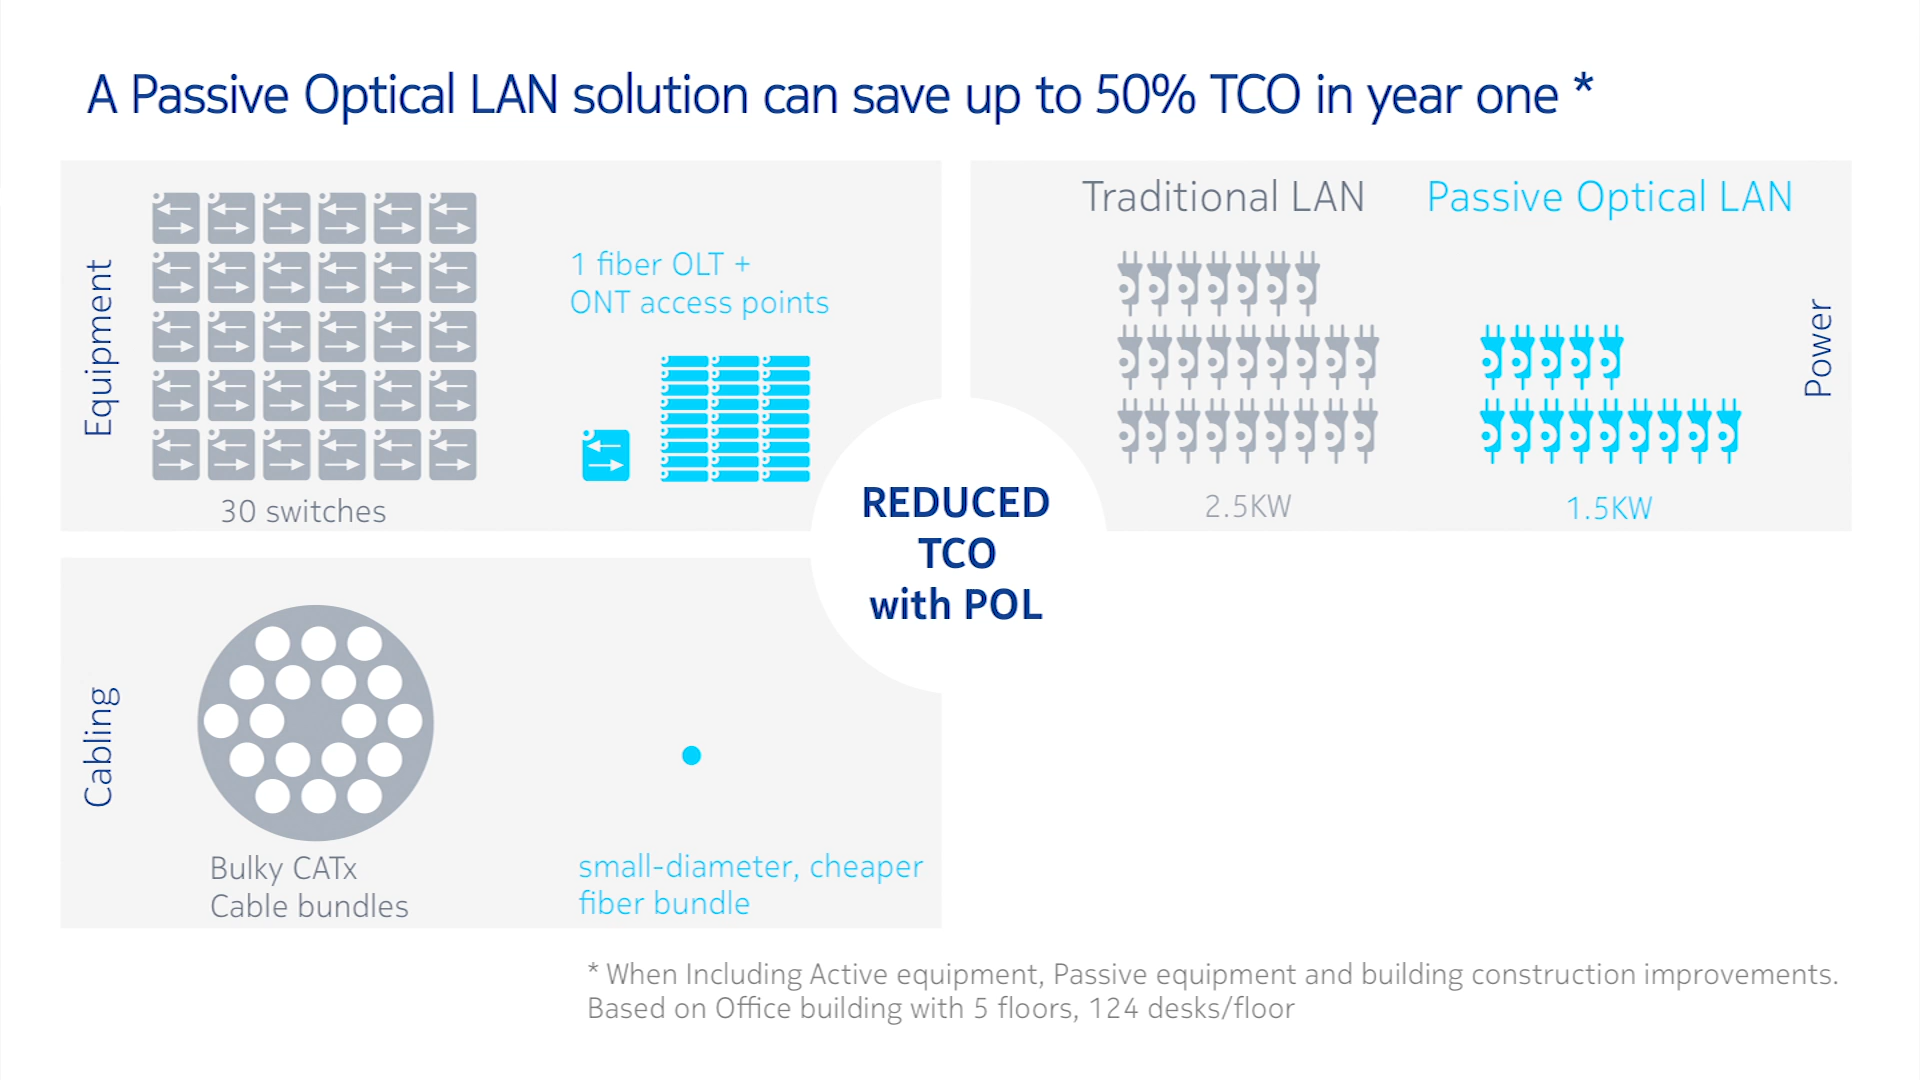 A Passive Optical LAN solution can save up to 50% TCO in year one *
Equipment
30 switches
1 fiber OLT +
ONT access points
Traditional LAN
Passive Optical LAN
2.5KW
1.5KW
Power
REDUCED
TCO
with POL
Cabling
Bulky CATx
Cable bundles
small-diameter, cheaper
fiber bundle
* When Including Active equipment, Passive equipment and building construction improvements.
Based on Office building with 5 floors, 124 desks/floor